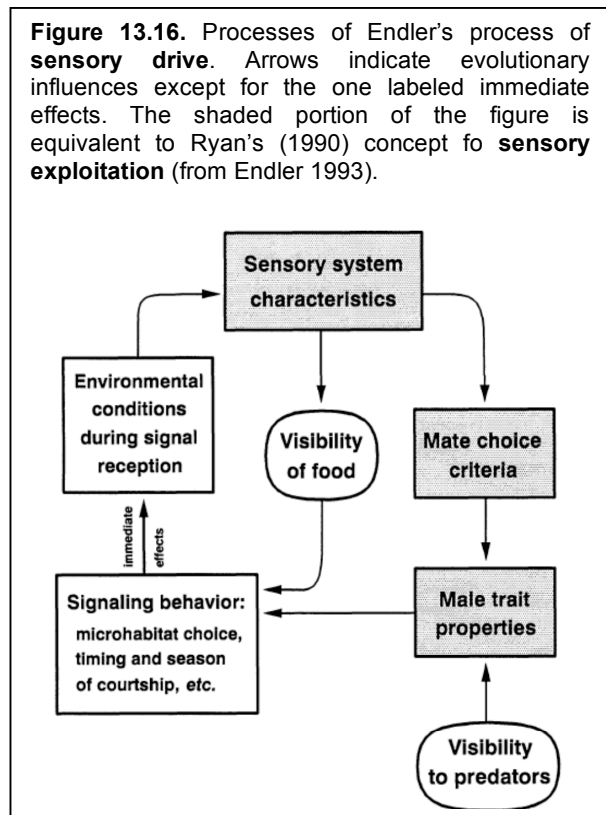 Figure 13.16. Processes of Endler's process of
sensory drive. Arrows indicate evolutionary
influences except for the one labeled immediate
effects. The shaded portion of the figure is
equivalent to Ryan's (1990) concept fo sensory
exploitation (from Endler 1993).
Sensory system
characteristics
Environmental
conditions
during signal
reception
Visibility
of food
Mate choice
criteria
immediate
effects
Signaling behavior:
microhabitat choice,
timing and season
of courtship, etc.
Male trait
properties
Visibility
to predators